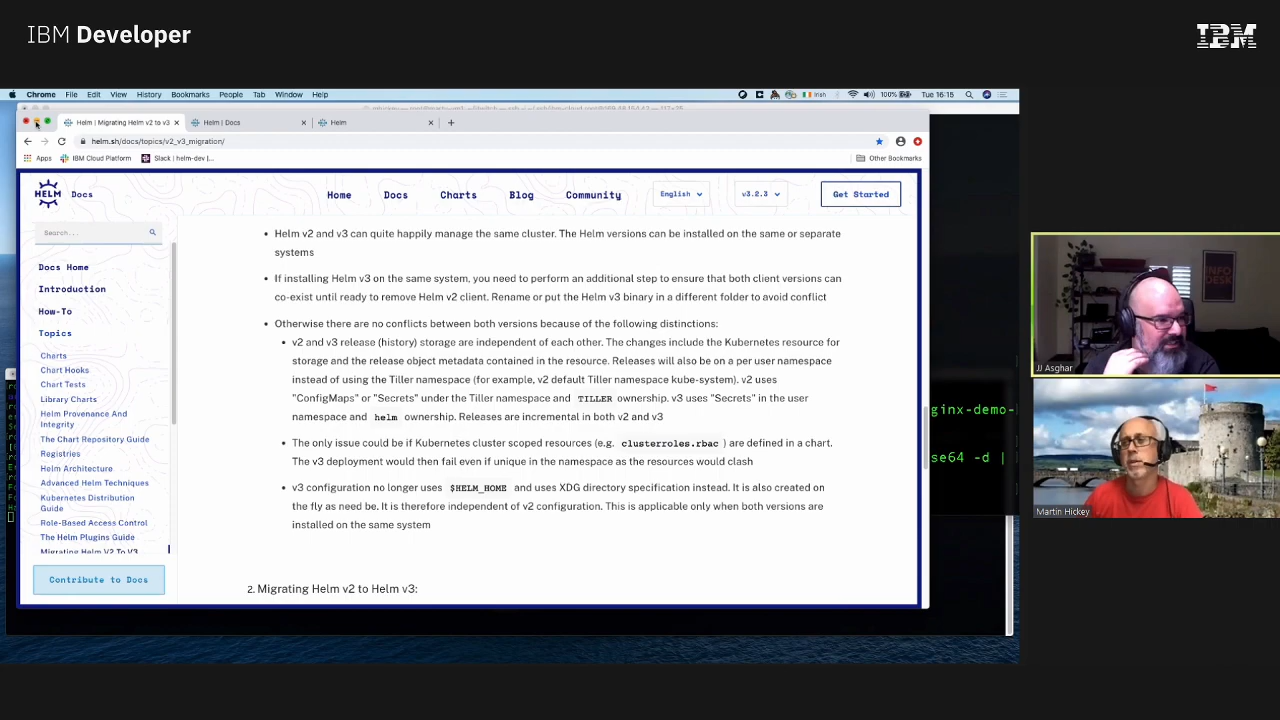 IBM Developer
IBM
Chrome File Edit View History Bookmarks People Tab Window Help
Irish 100% Tue 16:15
Helm | Migrating Helm v2 to v3
Helm | Docs
Helm
helm.sh/docs/topics/v2_v3_migration/
Apps IBM Cloud Platform Slack | helm-dev |... Other Bookmarks
HELM Docs
Home Docs Charts Blog Community English v3.2.3 Get Started
Search...
Docs Home
Introduction
How-To
Topics
Charts
Chart Hooks
Chart Tests
Library Charts
Helm Provenance And
Integrity
The Chart Repository Guide
Registries
Helm Architecture
Advanced Helm Techniques
Kubernetes Distribution
Guide
Role-Based Access Control
The Helm Plugins Guide
Migrating Helm V2 To V3
Contribute to Docs
• Helm v2 and v3 can quite happily manage the same cluster. The Helm versions can be installed on the same or separate
systems
• If installing Helm v3 on the same system, you need to perform an additional step to ensure that both client versions can
co-exist until ready to remove Helm v2 client. Rename or put the Helm v3 binary in a different folder to avoid conflict
• Otherwise there are no conflicts between both versions because of the following distinctions:
• v2 and v3 release (history) storage are independent of each other. The changes include the Kubernetes resource for
storage and the release object metadata contained in the resource. Releases will also be on a per user namespace
instead of using the Tiller namespace (for example, v2 default Tiller namespace kube-system). v2 uses
"ConfigMaps" or "Secrets" under the Tiller namespace and TILLER ownership. v3 uses "Secrets" in the user
namespace and helm ownership. Releases are incremental in both v2 and v3
• The only issue could be if Kubernetes cluster scoped resources (e.g. clusterroles.rbac ) are defined in a chart.
The v3 deployment would then fail even if unique in the namespace as the resources would clash
• v3 configuration no longer uses $HELM_HOME and uses XDG directory specification instead. It is also created on
the fly as need be. It is therefore independent of v2 configuration. This is applicable only when both versions are
installed on the same system
2. Migrating Helm v2 to Helm v3:
ginx-demo-
se64 -d |
JJ Asghar
Martin Hickey